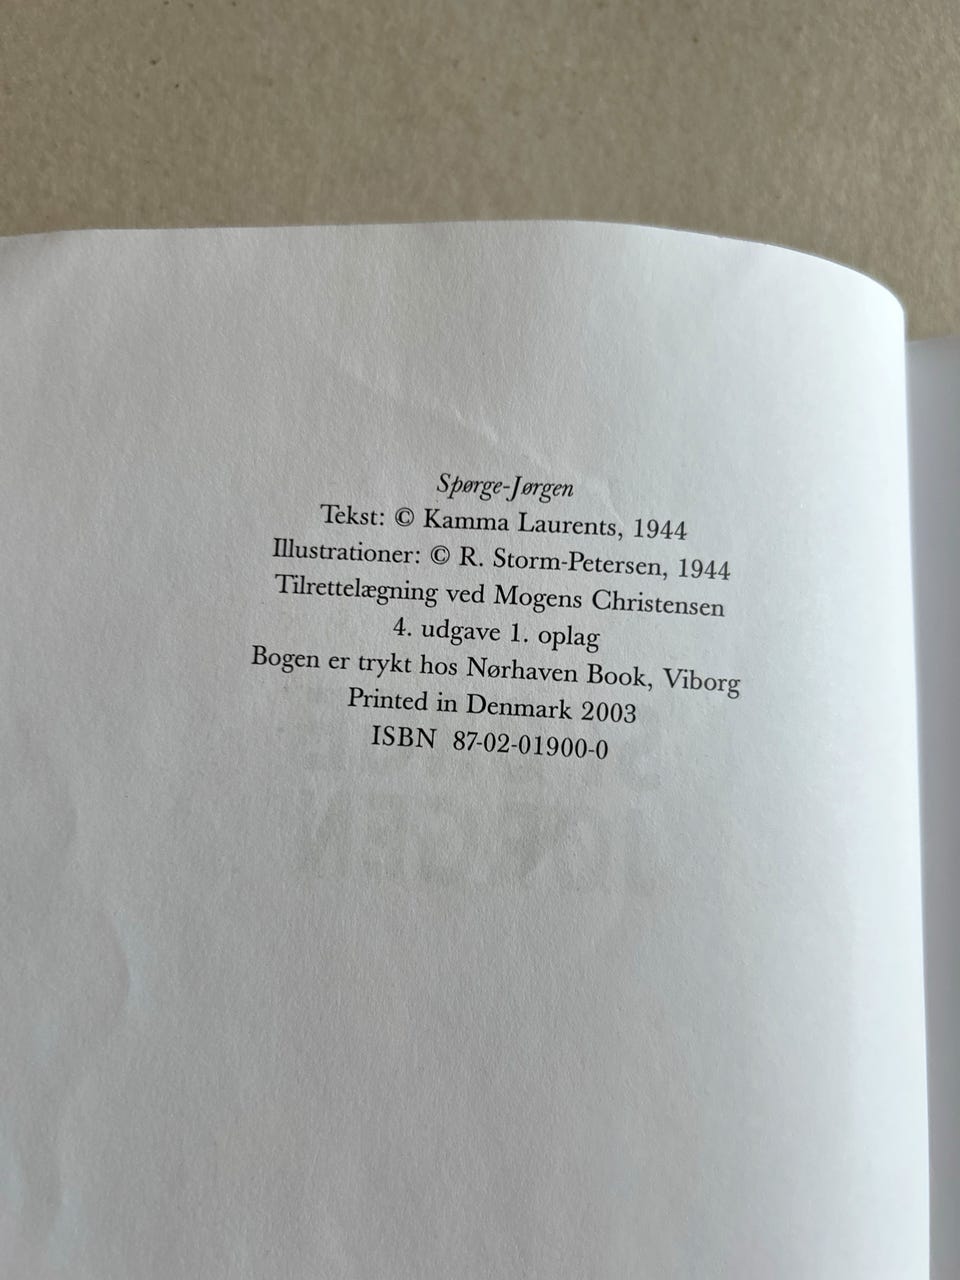 Spørge-Jørgen
Tekst: © Kamma Laurents, 1944
Illustrationer: © R. Storm-Petersen, 1944
Tilrettelægning ved Mogens Christensen
4. udgave 1. oplag
Bogen er trykt hos Nørhaven Book, Viborg
Printed in Denmark 2003
ISBN 87-02-01900-0